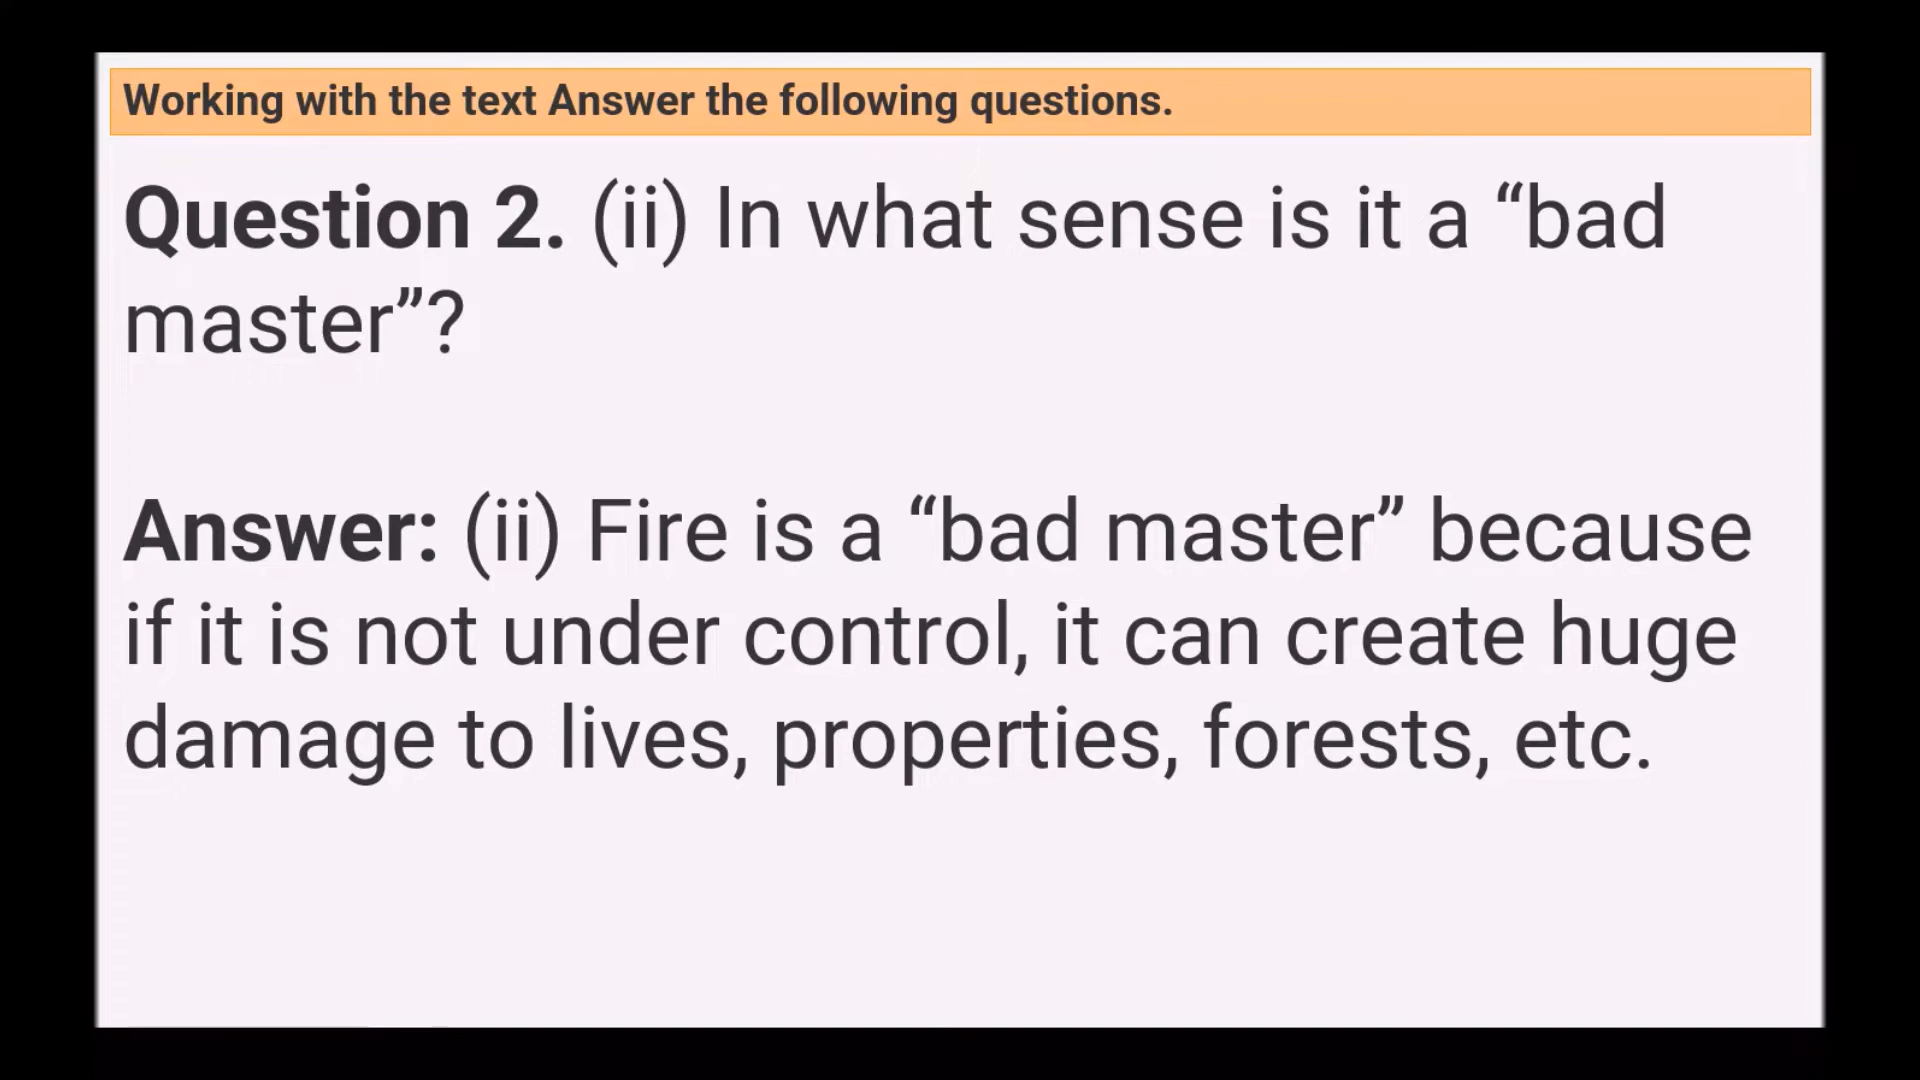 Working with the text Answer the following questions.
Question 2. (ii) In what sense is it a “bad
master”?
Answer: (ii) Fire is a “bad master” because
if it is not under control, it can create huge
damage to lives, properties, forests, etc.